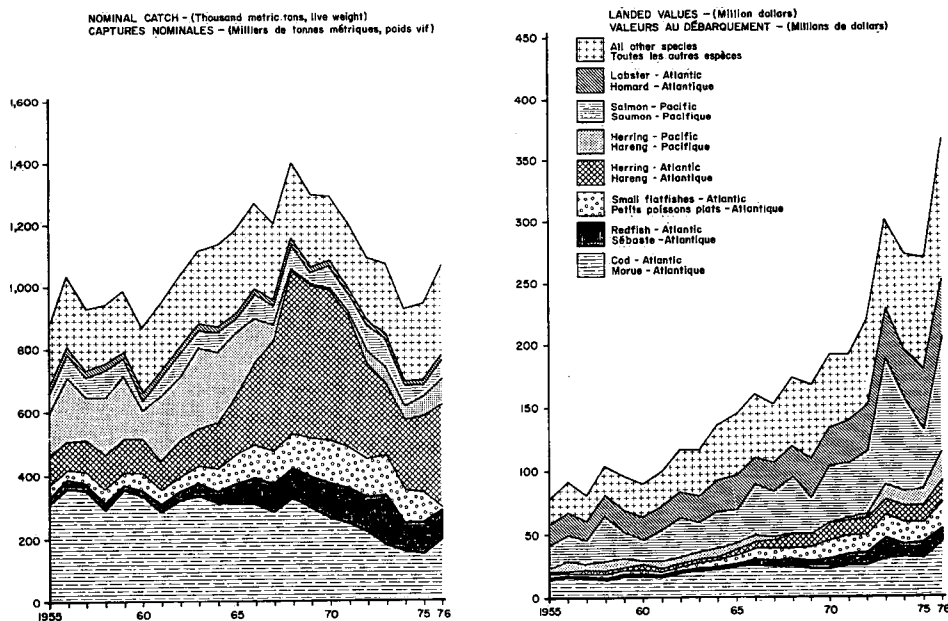 NOMINAL CATCH - (Thousand metric tons, live weight)
CAPTURES NOMINALES - (Milliers de tonnes métriques, poids vif)
1,600
1,400
1,200
1,000
800
600
400
200
0
1955
60
65
70
75
76
LANDED VALUES - (Million dollars)
VALEURS AU DÉBARQUEMENT - (Millions de dollars)
450
400
350
300
250
200
150
100
50
0
All other species
Toutes les autres espèces
Lobster - Atlantic
Homard - Atlantique
Salmon - Pacific
Saumon - Pacifique
Herring - Pacific
Hareng - Pacifique
Herring - Atlantic
Hareng - Atlantique
Small flatfishes - Atlantic
Petits poissons plats - Atlantique
Redfish - Atlantic
Sébaste - Atlantique
Cod - Atlantic
Morue - Atlantique
1955
60
65
70
75
76